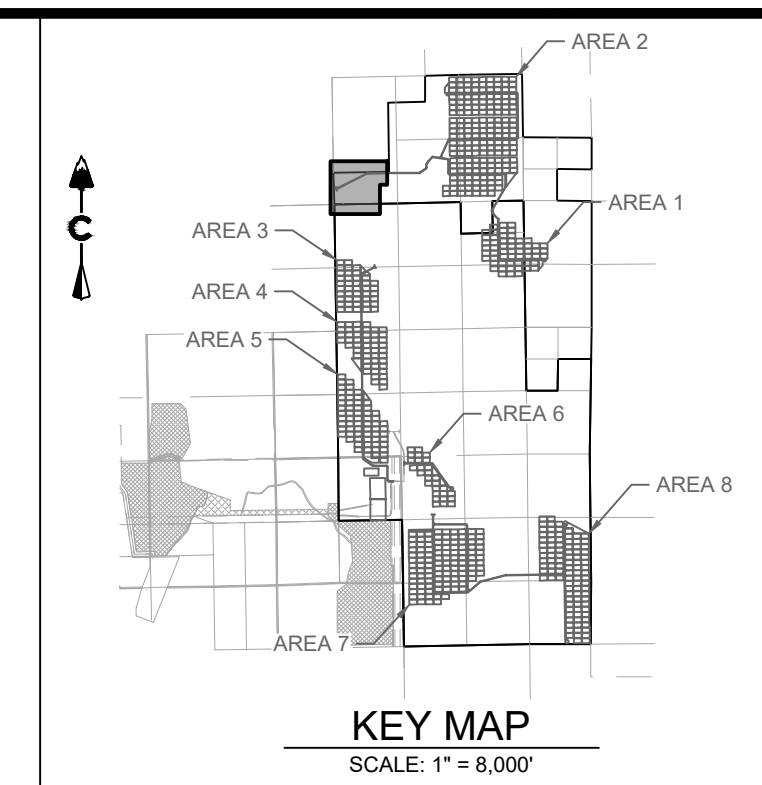 AREA 2
AREA 1
AREA 3
AREA 4
AREA 5
AREA 6
AREA 8
AREA 7
C
KEY MAP
SCALE: 1" = 8,000'